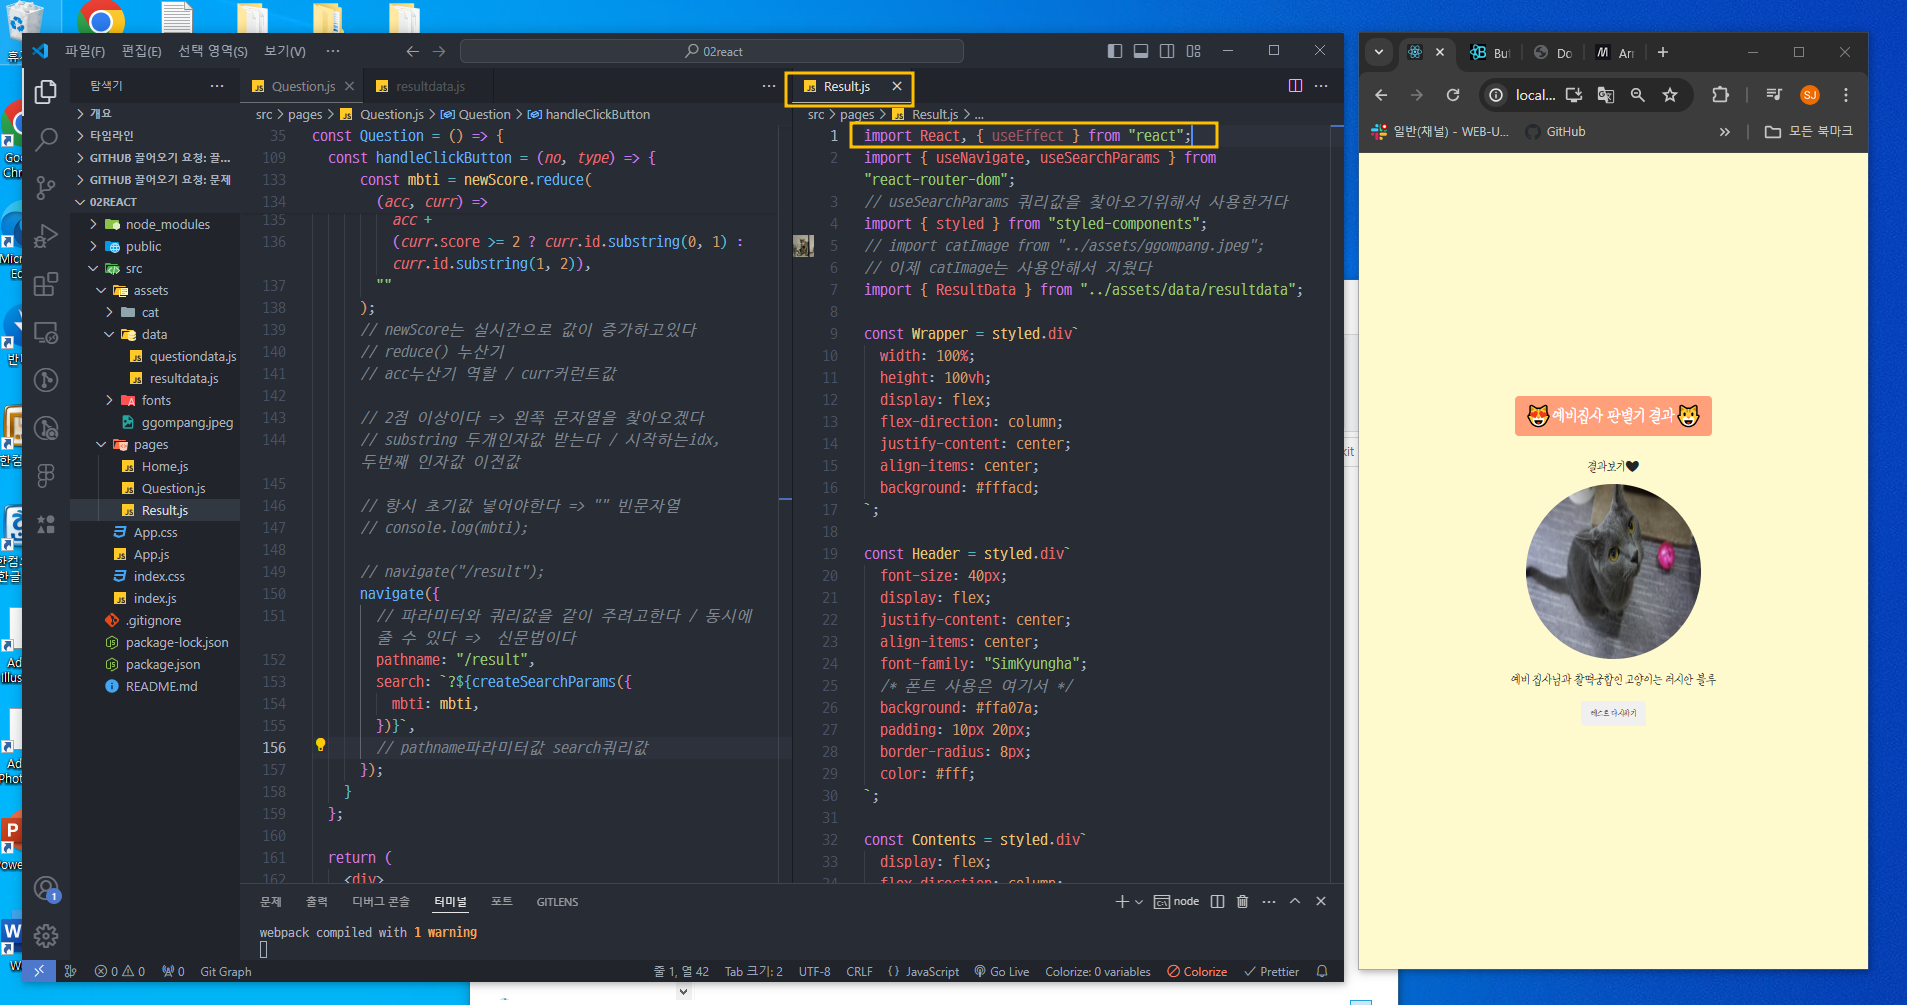 파일(F) 편집(E) 선택 영역(S) 보기(V) ···
02react
탐색기
개요
타임라인
GITHUB 끌어오기 요청: 끌...
GITHUB 끌어오기 요청: 문제
02REACT
node_modules
public
src
assets
cat
data
questiondata.js
resultdata.js
fonts
ggompang.jpeg
pages
Home.js
Question.js
Result.js
App.css
App.js
index.css
index.js
.gitignore
package-lock.json
package.json
README.md
Question.js
resultdata.js
src > pages > Question.js > Question > handleClickButton
35 const Question = () => {
109 const handleClickButton = (no, type) => {
133 const mbti = newScore.reduce(
134 (acc, curr) =>
135 acc +
136 (curr.score >= 2 ? curr.id.substring(0, 1) :
curr.id.substring(1, 2)),
137 ""
138 );
139 // newScore는 실시간으로 값이 증가하고있다
140 // reduce() 누산기
141 // acc누산기 역할 / curr커런트값
142
143 // 2점 이상이다 => 왼쪽 문자열을 찾아오겠다
144 // substring 두개인자값 받는다 / 시작하는idx,
두번째 인자값 이전값
145
146 // 항시 초기값 넣어야한다 => "" 빈문자열
147 // console.log(mbti);
148
149 // navigate("/result");
150 navigate({
151 // 파라미터와 쿼리값을 같이 주려고한다 / 동시에
줄 수 있다 => 신문법이다
152 pathname: "/result",
153 search: `?${createSearchParams({
154 mbti: mbti,
155 })}`,
156 // pathname파라미터값 search쿼리값
157 });
158 }
159 };
160
161 return (
162 <div>
Result.js
src > pages > Result.js > ...
1 import React, { useEffect } from "react";
2 import { useNavigate, useSearchParams } from
"react-router-dom";
3 // useSearchParams 쿼리값을 찾아오기위해서 사용한거다
4 import { styled } from "styled-components";
5 // import catImage from "../assets/ggompang.jpeg";
6 // 이제 catImage는 사용안해서 지웠다
7 import { ResultData } from "../assets/data/resultdata";
8
9 const Wrapper = styled.div`
10 width: 100%;
11 height: 100vh;
12 display: flex;
13 flex-direction: column;
14 justify-content: center;
15 align-items: center;
16 background: #fffacd;
17 `;
18
19 const Header = styled.div`
20 font-size: 40px;
21 display: flex;
22 justify-content: center;
23 align-items: center;
24 font-family: "SimKyungha";
25 /* 폰트 사용은 여기서 */
26 background: #ffa07a;
27 padding: 10px 20px;
28 border-radius: 8px;
29 color: #fff;
30 `;
31
32 const Contents = styled.div`
33 display: flex;
34 flex-direction: column;
문제 출력 디버그 콘솔 터미널 포트 GITLENS
node
webpack compiled with 1 warning
1
0 0 0 Git Graph
줄 1, 열 42 Tab 크기: 2 UTF-8 CRLF {} JavaScript Go Live Colorize: 0 variables Colorize Prettier
But
Do
Arr
local...
SJ
일반(채널) - WEB-U...
GitHub
모든 북마크
예비집사 판별기 결과
결과보기
예비 집사님과 찰떡궁합인 고양이는 러시안 블루
테스트 다시하기